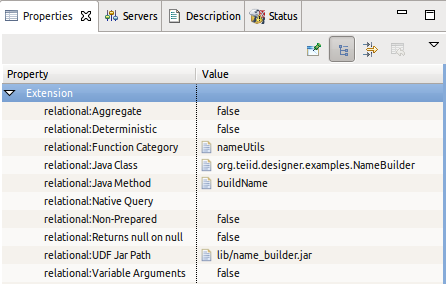 Properties Servers Description Status
Property Value
Extension
relational:Aggregate false
relational:Deterministic false
relational:Function Category nameUtils
relational:Java Class org.teiid.designer.examples.NameBuilder
relational:Java Method buildName
relational:Native Query
relational:Non-Prepared false
relational:Returns null on null false
relational:UDF Jar Path lib/name_builder.jar
relational:Variable Arguments false